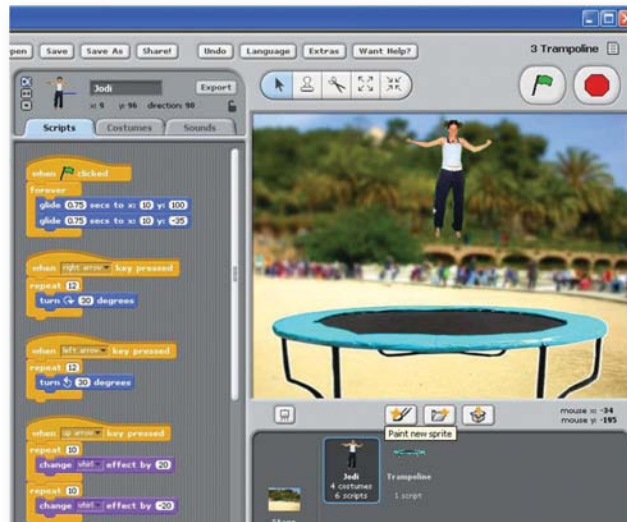 pen Save Save As Share! Undo Language Extras Want Help? 3 Trampoline
Jodi Export
x: 9 y: 96 direction: 90
Scripts Costumes Sounds
when clicked
forever
glide 0.75 secs to x: 10 y: 100
glide 0.75 secs to x: 10 y: -35
when right arrow key pressed
repeat 12
turn 30 degrees
when left arrow key pressed
repeat 12
turn 30 degrees
when up arrow key pressed
repeat 10
change whirl effect by 20
repeat 10
change whirl effect by -20
mouse x: -34
mouse y: -195
Paint new sprite
Jodi
4 costumes
6 scripts
Trampoline
1 script
Stage